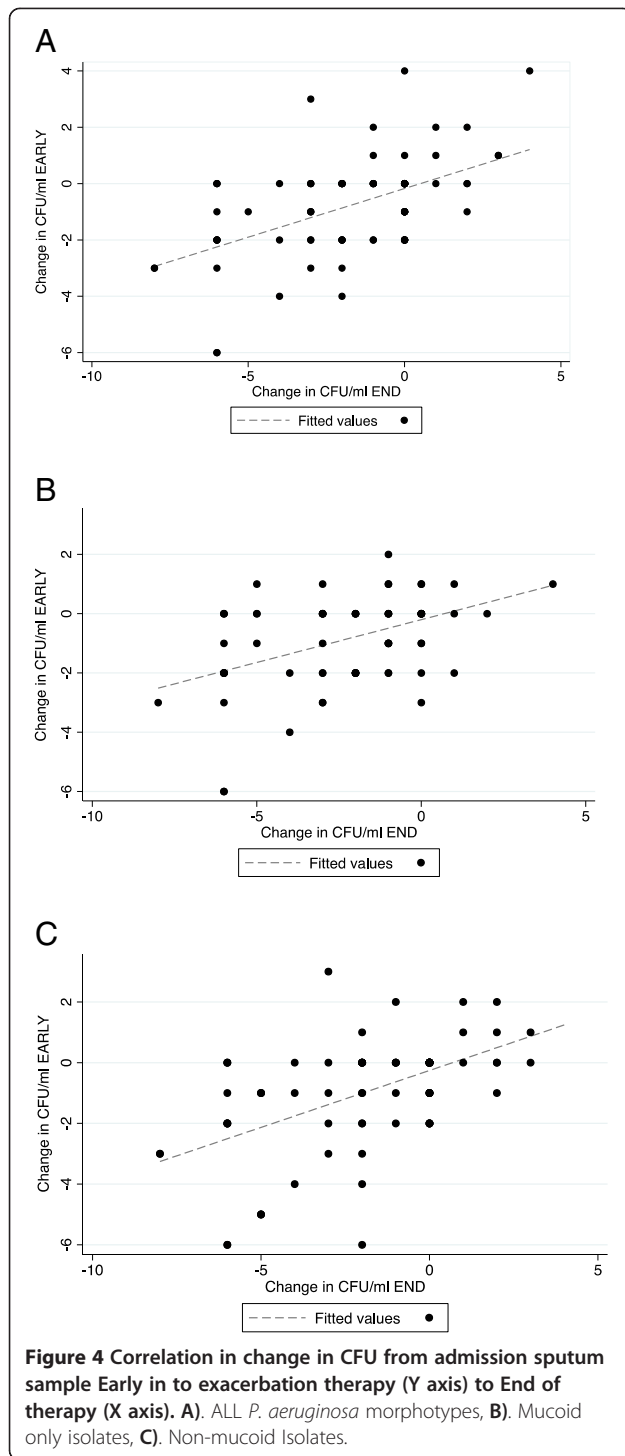 A
Change in CFU/ml EARLY
4
2
0
-2
-4
-6
-10
-5
0
5
Change in CFU/ml END
Fitted values
B
Change in CFU/ml EARLY
2
0
-2
-4
-6
-10
-5
0
5
Change in CFU/ml END
Fitted values
C
Change in CFU/ml EARLY
2
0
-2
-4
-6
-10
-5
0
5
Change in CFU/ml END
Fitted values
Figure 4 Correlation in change in CFU from admission sputum
sample Early in to exacerbation therapy (Y axis) to End of
therapy (X axis). A). ALL P. aeruginosa morphotypes, B). Mucoid
only isolates, C). Non-mucoid Isolates.